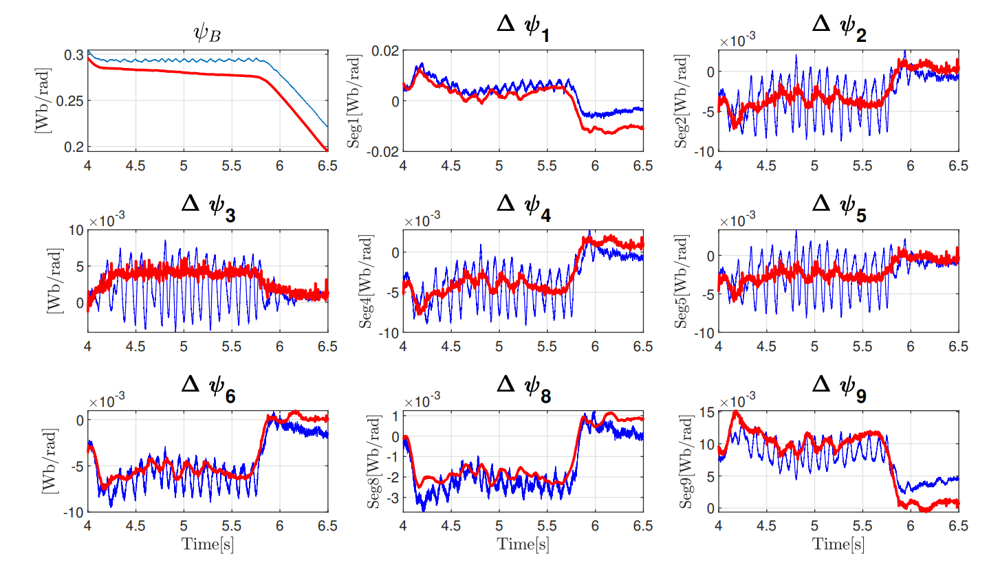 ψ_B
Δ ψ_1
Δ ψ_2
[Wb/rad]
0.3
0.25
0.2
4 4.5 5 5.5 6 6.5
Seg1[Wb/rad]
0.02
0
-0.02
4 4.5 5 5.5 6 6.5
Seg2[Wb/rad]
×10^-3
0
-5
-10
4 4.5 5 5.5 6 6.5
Δ ψ_3
Δ ψ_4
Δ ψ_5
[Wb/rad]
×10^-3
10
5
0
4 4.5 5 5.5 6 6.5
Seg4[Wb/rad]
×10^-3
0
-5
-10
4 4.5 5 5.5 6 6.5
Seg5[Wb/rad]
×10^-3
0
-5
-10
4 4.5 5 5.5 6 6.5
Δ ψ_6
Δ ψ_8
Δ ψ_9
[Wb/rad]
×10^-3
0
-5
-10
4 4.5 5 5.5 6 6.5
Time[s]
Seg8[Wb/rad]
×10^-3
1
0
-1
-2
-3
4 4.5 5 5.5 6 6.5
Time[s]
Seg9[Wb/rad]
×10^-3
15
10
5
0
4 4.5 5 5.5 6 6.5
Time[s]